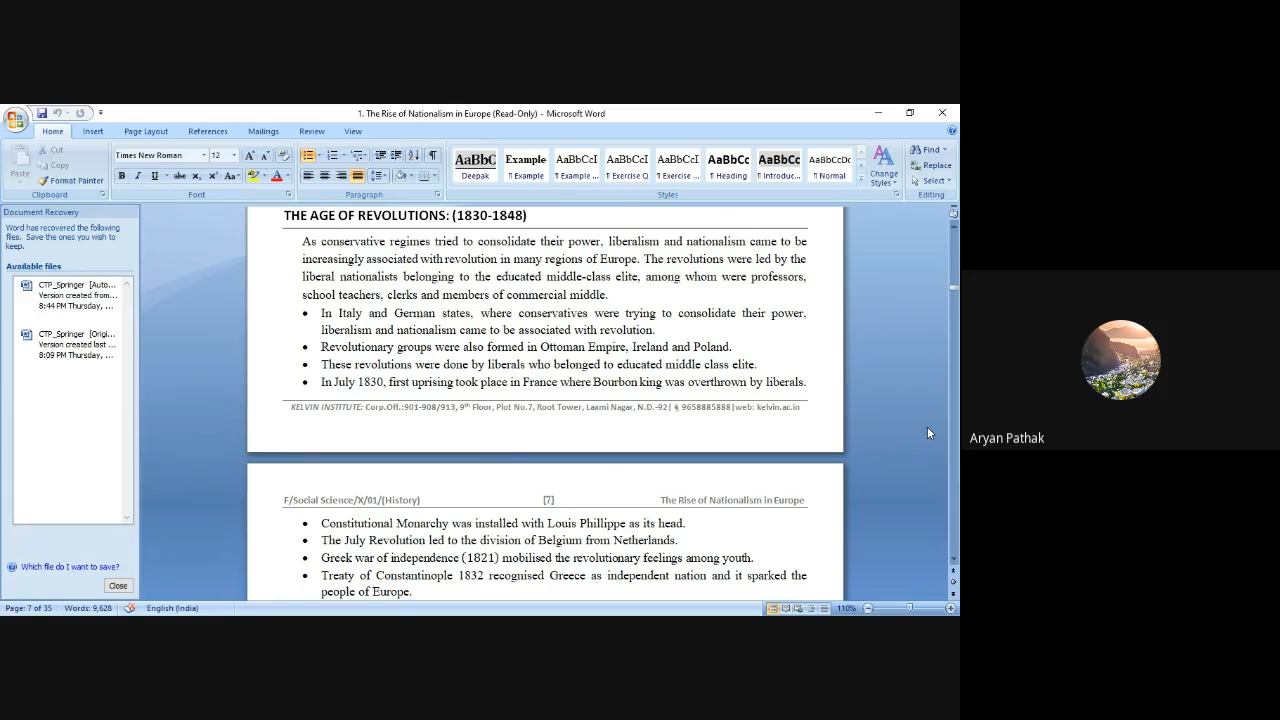 1. The Rise of Nationalism in Europe (Read-Only) - Microsoft Word
Home Insert Page Layout References Mailings Review View
Cut
Copy
Paste
Format Painter
Clipboard
Times New Roman 12
Font
Paragraph
AaBbC Example AaBbCcI AaBbCcI AaBbCcI AaBbCc AaBbCc AaBbCcDc
Deepak ¶ Example ¶ Example ... ¶ Exercise Q ¶ Exercise... ¶ Heading ¶ Introduc... ¶ Normal
Change
Styles
Styles
Find
Replace
Select
Editing
Document Recovery
Word has recovered the following
files. Save the ones you wish to
keep.
Available files
CTP_Springer [Auto...
Version created from...
8:44 PM Thursday, ...
CTP_Springer [Origi...
Version created last ...
8:09 PM Thursday, ...
Which file do I want to save?
Close
THE AGE OF REVOLUTIONS: (1830-1848)
As conservative regimes tried to consolidate their power, liberalism and nationalism came to be
increasingly associated with revolution in many regions of Europe. The revolutions were led by the
liberal nationalists belonging to the educated middle-class elite, among whom were professors,
school teachers, clerks and members of commercial middle.
• In Italy and German states, where conservatives were trying to consolidate their power,
liberalism and nationalism came to be associated with revolution.
• Revolutionary groups were also formed in Ottoman Empire, Ireland and Poland.
• These revolutions were done by liberals who belonged to educated middle class elite.
• In July 1830, first uprising took place in France where Bourbon king was overthrown by liberals.
KELVIN INSTITUTE: Corp.Off.:901-908/913, 9th Floor, Plot No.7, Root Tower, Laxmi Nagar, N.D.-92| 9658885888|web: kelvin.ac.in
F/Social Science/X/01/(History) [7] The Rise of Nationalism in Europe
• Constitutional Monarchy was installed with Louis Phillippe as its head.
• The July Revolution led to the division of Belgium from Netherlands.
• Greek war of independence (1821) mobilised the revolutionary feelings among youth.
• Treaty of Constantinople 1832 recognised Greece as independent nation and it sparked the
people of Europe.
Page: 7 of 35 Words: 9,628 English (India) 110%
Aryan Pathak